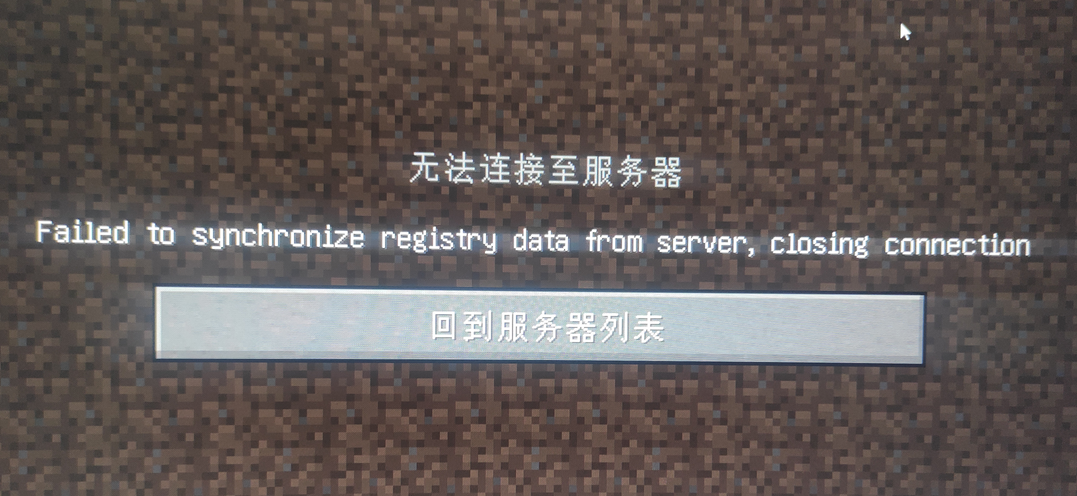 无法连接至服务器
Failed to synchronize registry data from server, closing connection
回到服务器列表